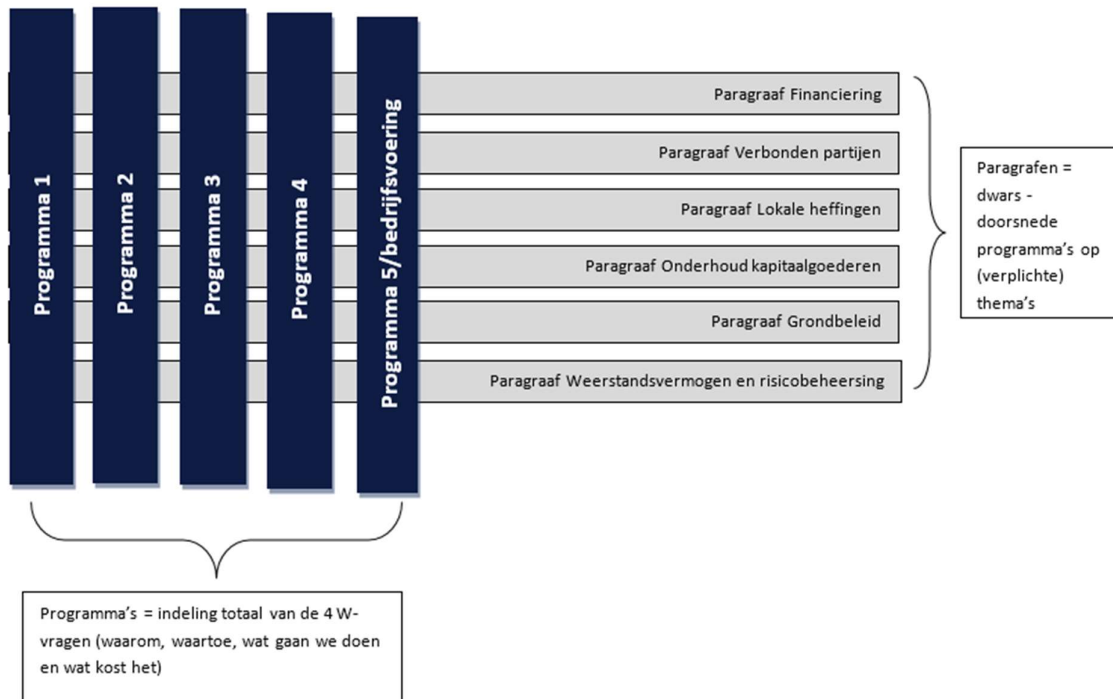 Programma 1
Programma 2
Programma 3
Programma 4
Programma 5/bedrijfsvoering
Paragraaf Financiering
Paragraaf Verbonden partijen
Paragraaf Lokale heffingen
Paragraaf Onderhoud kapitaalgoederen
Paragraaf Grondbeleid
Paragraaf Weerstandsvermogen en risicobeheersing
Paragrafen =
dwars -
doorsnede
programma's op
(verplichte)
thema's
Programma's = indeling totaal van de 4 W-
vragen (waarom, waartoe, wat gaan we doen
en wat kost het)